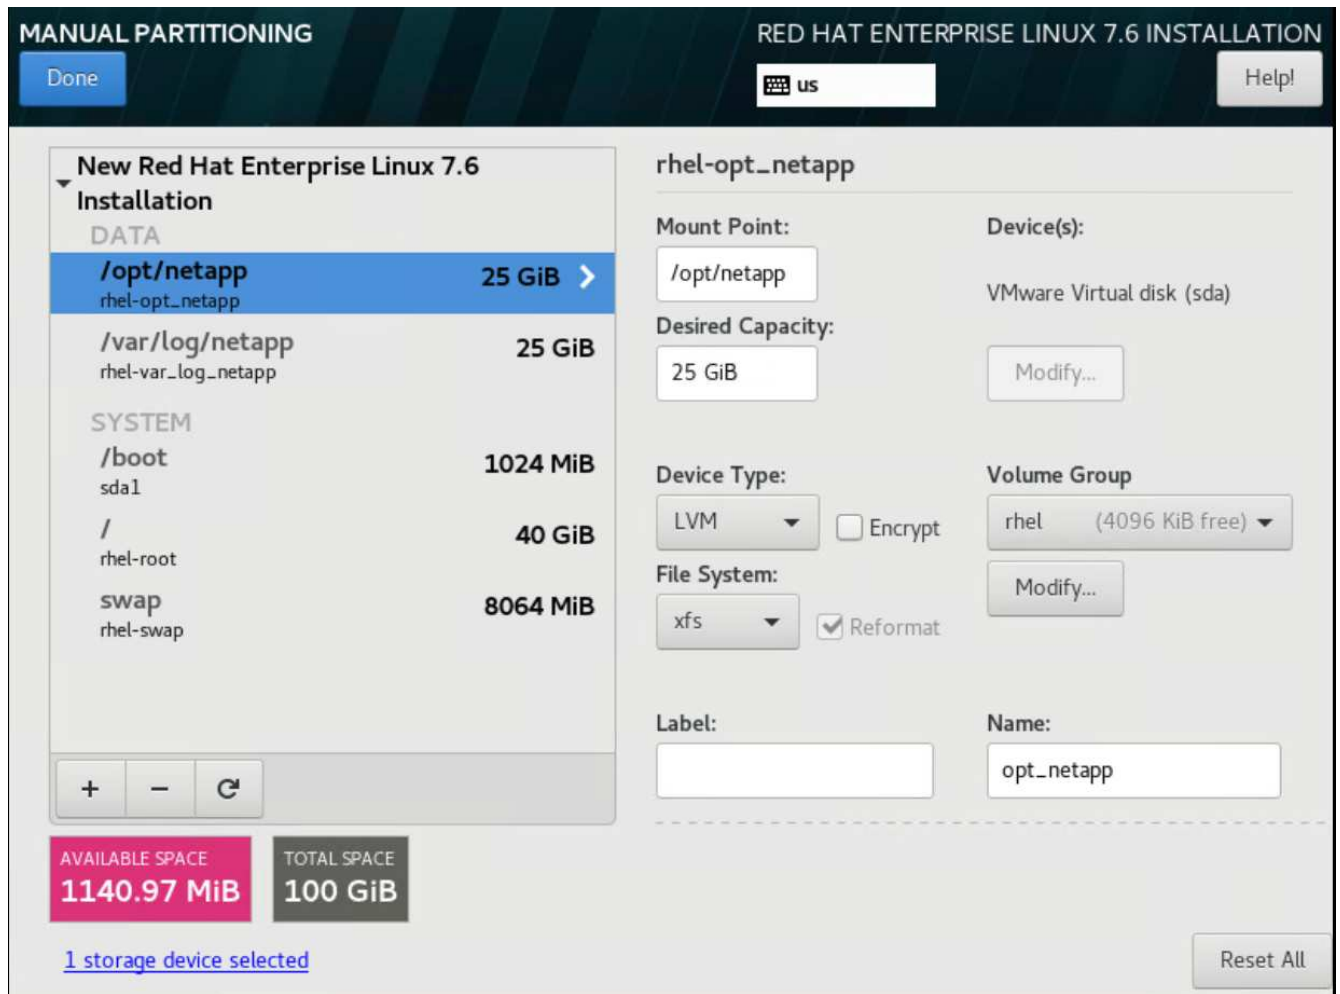 MANUAL PARTITIONING
RED HAT ENTERPRISE LINUX 7.6 INSTALLATION
Done
us
Help!
New Red Hat Enterprise Linux 7.6
Installation
DATA
/opt/netapp
25 GiB
rhel-opt_netapp
/var/log/netapp
25 GiB
rhel-var_log_netapp
SYSTEM
/boot
1024 MiB
sda1
/
40 GiB
rhel-root
swap
8064 MiB
rhel-swap
+ −
AVAILABLE SPACE
1140.97 MiB
TOTAL SPACE
100 GiB
1 storage device selected
rhel-opt_netapp
Mount Point:
/opt/netapp
Device(s):
VMware Virtual disk (sda)
Desired Capacity:
25 GiB
Modify...
Device Type:
LVM
Encrypt
Volume Group
rhel (4096 KiB free)
File System:
xfs
Reformat
Modify...
Label:
Name:
opt_netapp
Reset All